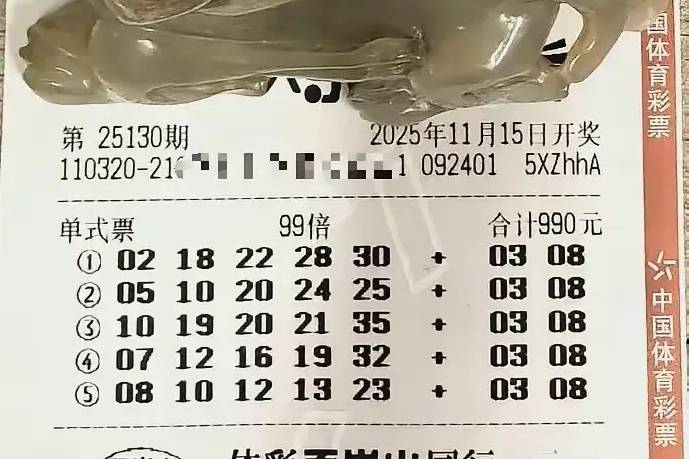 第 25130期 2025年11月15日开奖
110320-21 1 092401 5XZhhA
单式票 99倍 合计990元
① 02 18 22 28 30 + 03 08
② 05 10 20 24 25 + 03 08
③ 10 19 20 21 35 + 03 08
④ 07 12 16 19 32 + 03 08
⑤ 08 10 12 13 23 + 03 08
国体育彩票
中国体育彩票